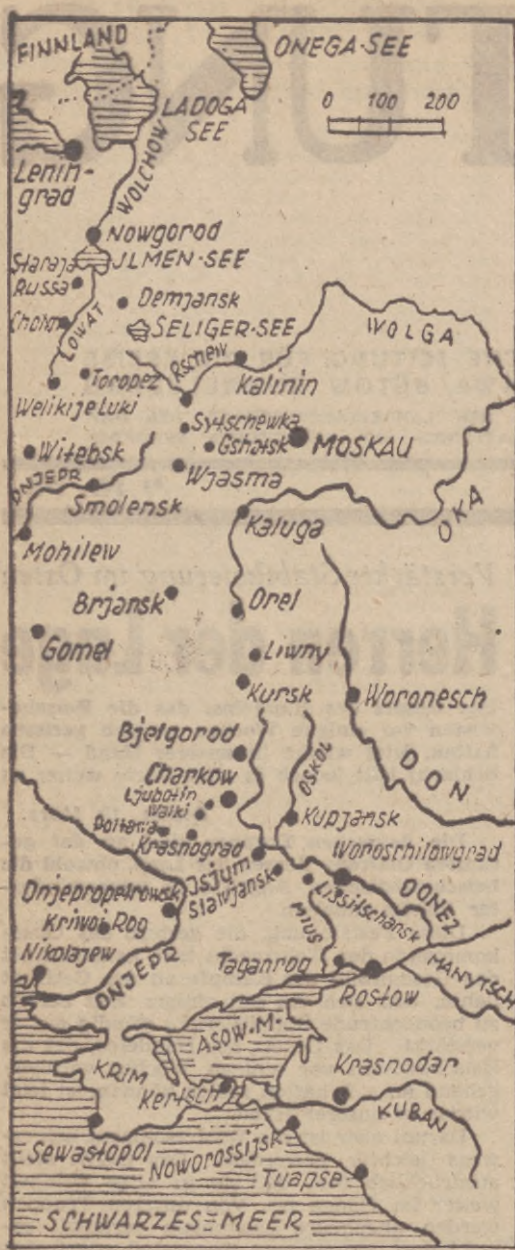 FINNLAND
ONEGA-SEE
LADOGA
SEE
0 100 200
Lenin-
grad
WOLCHOW
Nowgorod
JLMEN-SEE
Staraja
Russa
Demjansk
Cholm
LOWAT
SELIGER-SEE
WOLGA
Rschew
Toropez
Kalinin
Welikije Luki
Sytschewka
Gshatsk
MOSKAU
Witebsk
Wjasma
DNJEPR
Smolensk
OKA
Kaluga
Mohilew
Brjansk
Orel
Gomel
Liwny
Kursk
Woronesch
Bjelgorod
DON
OSKOL
Charkow
Ljubotin
Walki
Kupjansk
Poltawa
Krasnograd
Woroschilowgrad
Isjum
Slawjansk
Dnjepropetrowsk
Lissitschansk
DONEZ
Kriwoi Rog
MIUS
Nikolajew
DNJEPR
Taganrog
MANYTSCH
Rostow
ASOW-M.
KRIM
Kertsch
Krasnodar
KUBAN
Sewastopol
Noworossijsk
Tuapse
SCHWARZES-MEER